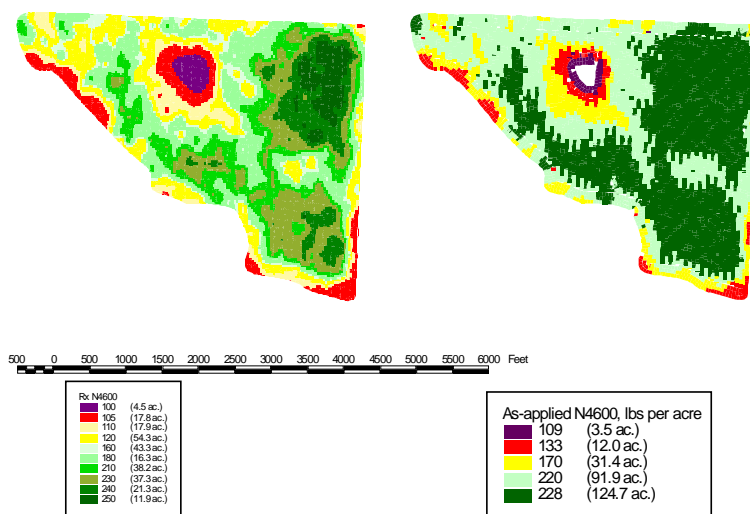 500 0 500 1000 1500 2000 2500 3000 3500 4000 4500 5000 5500 6000 Feet
Rx N4600
100 (4.5 ac.)
105 (17.8 ac.)
110 (17.9 ac.)
120 (54.3 ac.)
160 (43.3 ac.)
180 (16.3 ac.)
210 (38.2 ac.)
230 (37.3 ac.)
240 (21.3 ac.)
250 (11.9 ac.)
As-applied N4600, lbs per acre
109 (3.5 ac.)
133 (12.0 ac.)
170 (31.4 ac.)
220 (91.9 ac.)
228 (124.7 ac.)